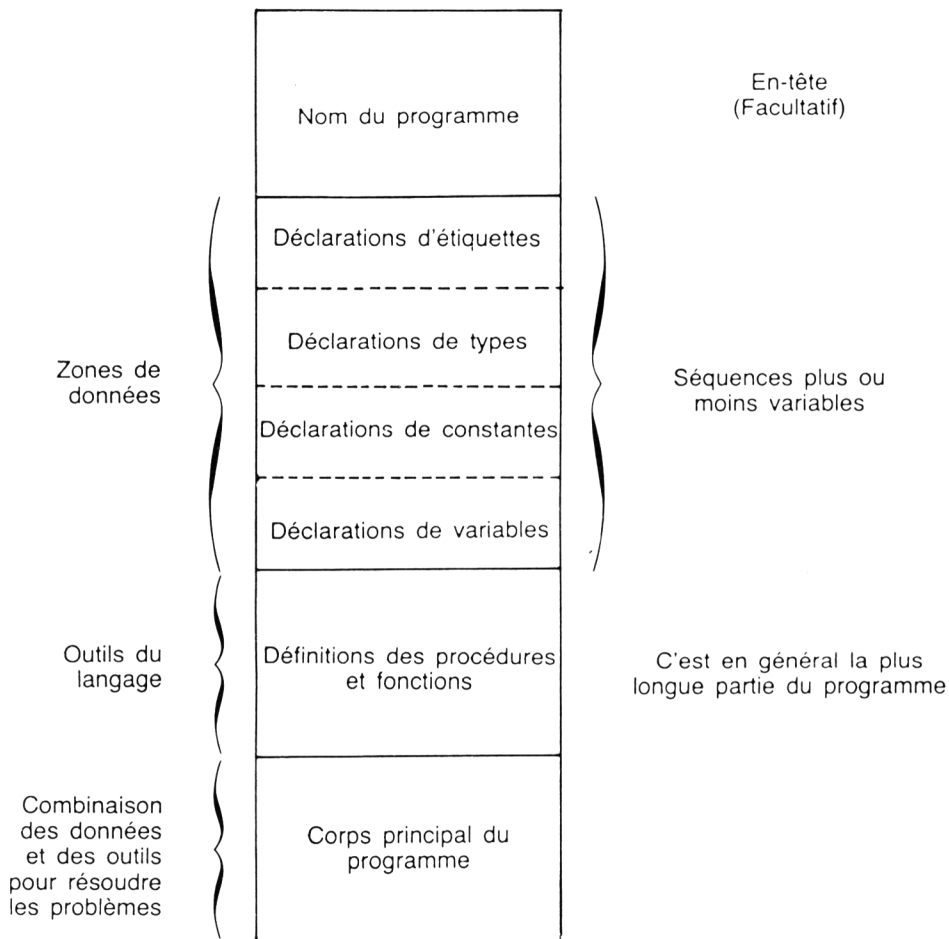 Nom du programme
En-tête
(Facultatif)
Déclarations d'étiquettes
Déclarations de types
Zones de
données
Séquences plus ou
moins variables
Déclarations de constantes
Déclarations de variables
Outils du
langage
Définitions des procédures
et fonctions
C'est en général la plus
longue partie du programme
Combinaison
des données
et des outils
pour résoudre
les problèmes
Corps principal du
programme